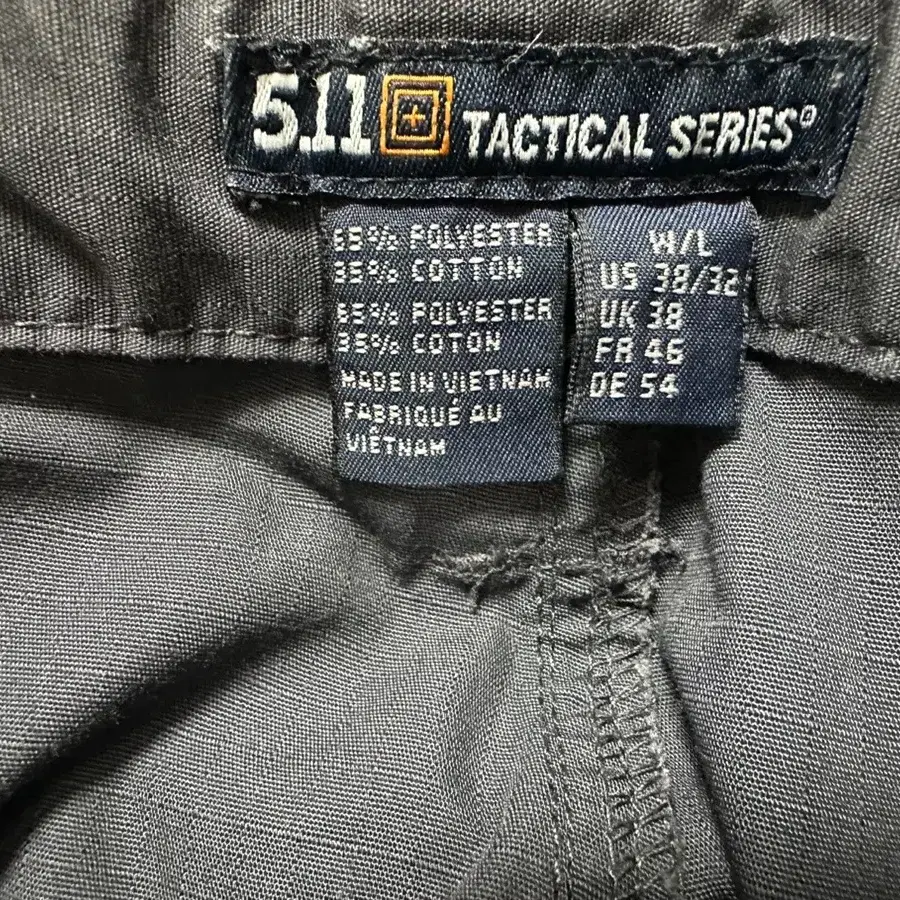 5.11 TACTICAL SERIES®
65% POLYESTER
35% COTTON
65% POLYESTER
35% COTON
MADE IN VIETNAM
FABRIQUÉ AU
VIÊTNAM
W/L
US 38/32
UK 38
FR 46
DE 54